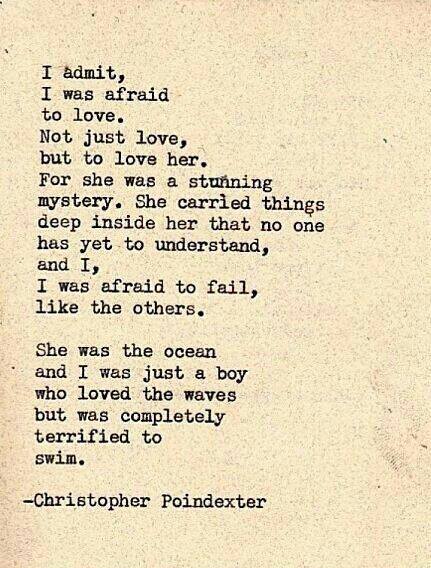 I admit,
I was afraid
to love.
Not just love,
but to love her.
For she was a stunning
mystery. She carried things
deep inside her that no one
has yet to understand,
and I,
I was afraid to fail,
like the others.
She was the ocean
and I was just a boy
who loved the waves
but was completely
terrified to
swim.
-Christopher Poindexter